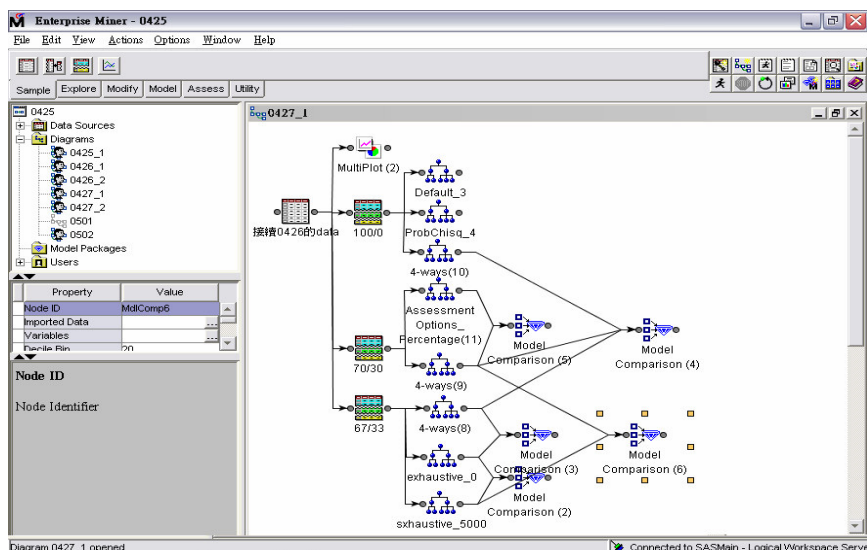 Enterprise Miner - 0425
File Edit View Actions Options Window Help
Sample Explore Modify Model Assess Utility
0425
Data Sources
Diagrams
0425_1
0426_1
0426_2
0427_1
0427_2
0501
0502
Model Packages
Users
Property Value
Node ID MdlComp6
Imported Data ...
Variables ...
Decile Bin 20
Node ID
Node Identifier
0427_1
MultiPlot (2)
Default_3
接續0426的data
100/0
ProbChisq_4
4-ways(10)
Assessment
Options_
Percentage(11)
Model
Comparison (5)
Model
Comparison (4)
70/30
4-ways(9)
67/33
4-ways(8)
Model
Comparison (3)
Model
Comparison (6)
exhaustive_0
Model
Comparison (2)
sxhaustive_5000
Diagram 0427_1 opened
Connected to SASMain - Logical Workspace Serve